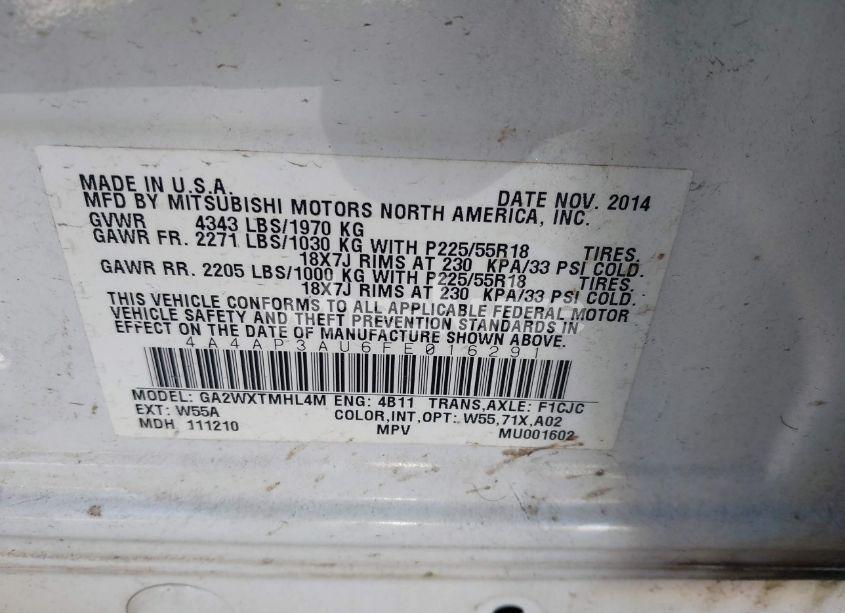 MADE IN U.S.A. DATE NOV. 2014
MFD BY MITSUBISHI MOTORS NORTH AMERICA, INC.
GVWR 4343 LBS/1970 KG
GAWR FR. 2271 LBS/1030 KG WITH P225/55R18 TIRES.
18X7J RIMS AT 230 KPA/33 PSI COLD.
GAWR RR. 2205 LBS/1000 KG WITH P225/55R18 TIRES.
18X7J RIMS AT 230 KPA/33 PSI COLD.
THIS VEHICLE CONFORMS TO ALL APPLICABLE FEDERAL MOTOR
VEHICLE SAFETY AND THEFT PREVENTION STANDARDS IN
EFFECT ON THE DATE OF MANUFACTURE SHOWN ABOVE.
4A4AP3AU6FE016291
MODEL: GA2WXTMHL4M ENG: 4B11 TRANS,AXLE: F1CJC
EXT: W55A COLOR,INT,OPT: W55,71X,A02
MDH 111210 MPV MU001602